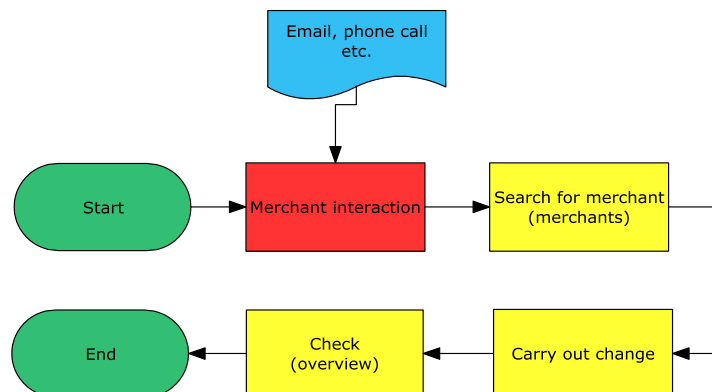 Email, phone call
etc.
Start
Merchant interaction
Search for merchant
(merchants)
End
Check
(overview)
Carry out change